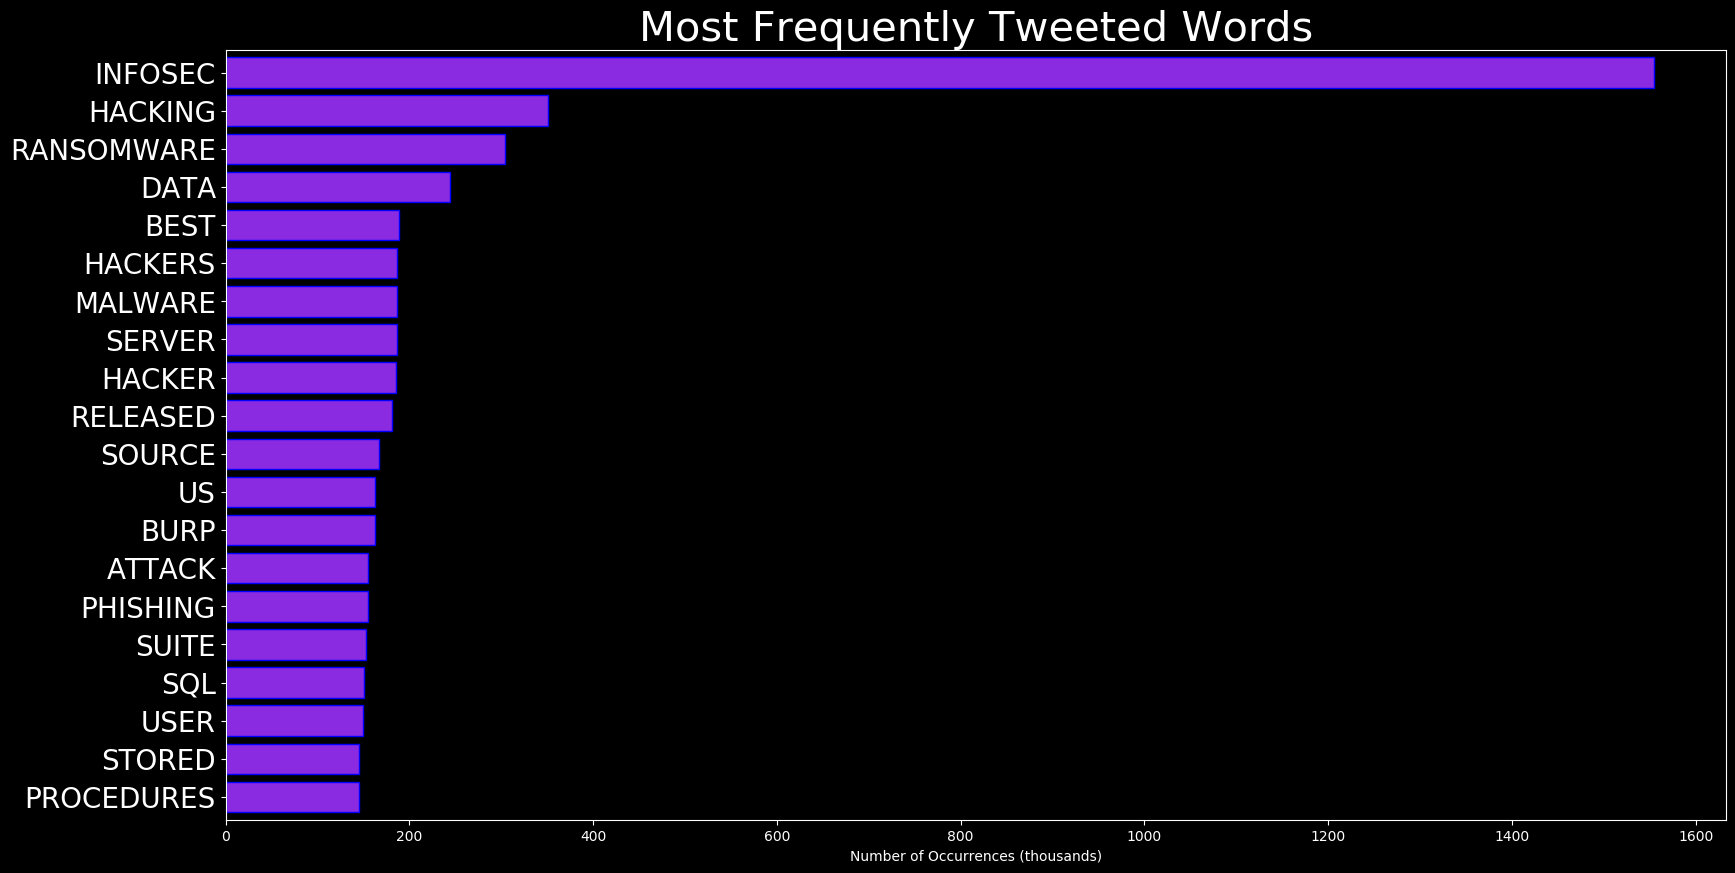 Most Frequently Tweeted Words
INFOSEC
HACKING
RANSOMWARE
DATA
BEST
HACKERS
MALWARE
SERVER
HACKER
RELEASED
SOURCE
US
BURP
ATTACK
PHISHING
SUITE
SQL
USER
STORED
PROCEDURES
0 200 400 600 800 1000 1200 1400 1600
Number of Occurrences (thousands)